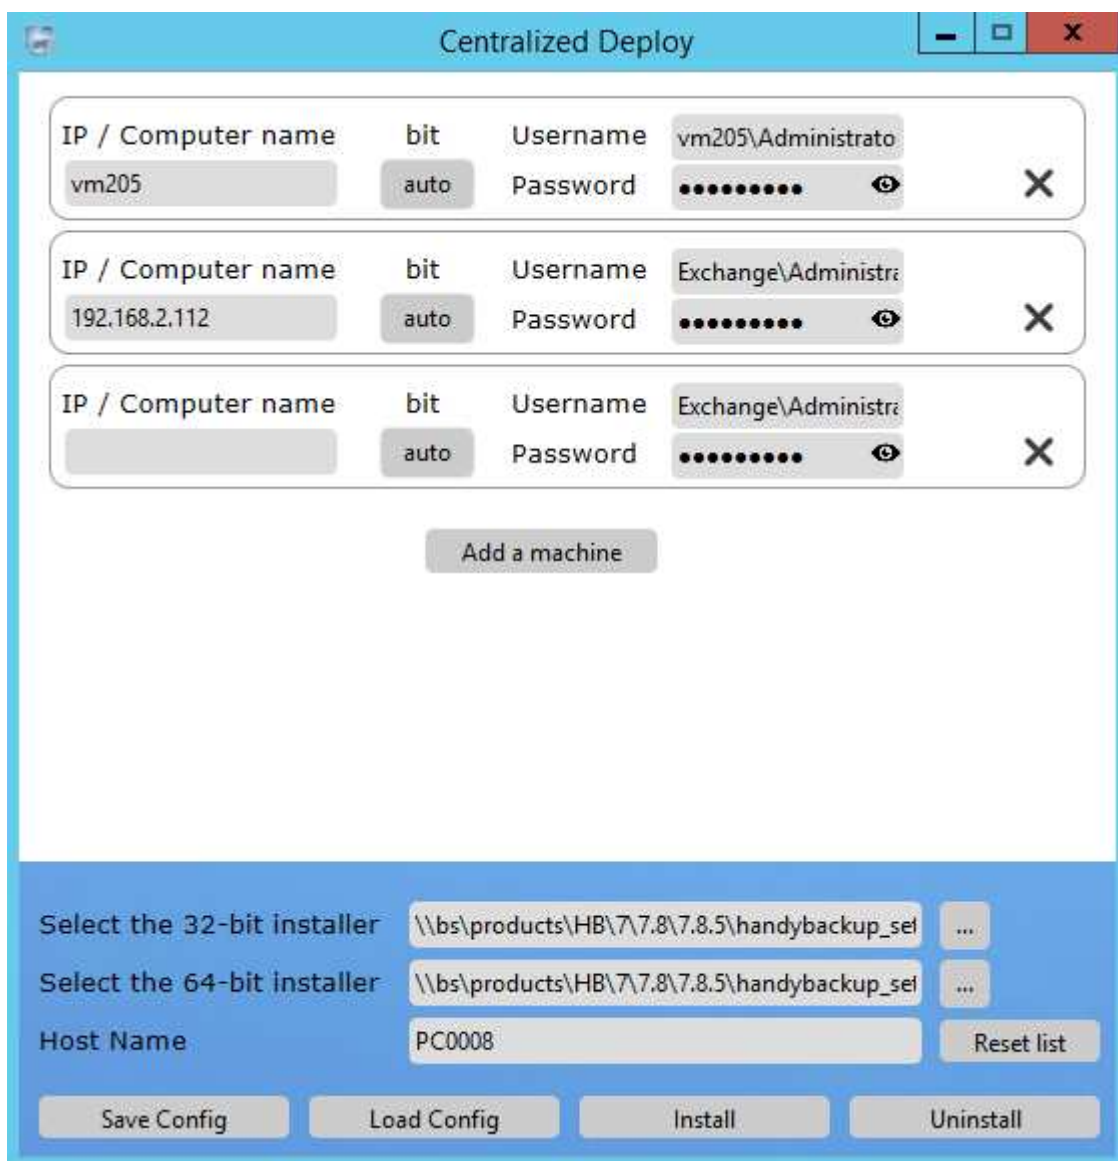 Centralized Deploy
IP / Computer name bit Username vm205\Administrato
vm205 auto Password ●●●●●●●●●
IP / Computer name bit Username Exchange\Administra
192.168.2.112 auto Password ●●●●●●●●●
IP / Computer name bit Username Exchange\Administra
auto Password ●●●●●●●●●
Add a machine
Select the 32-bit installer \\bs\products\HB\7\7.8\7.8.5\handybackup_set ...
Select the 64-bit installer \\bs\products\HB\7\7.8\7.8.5\handybackup_set ...
Host Name PC0008 Reset list
Save Config Load Config Install Uninstall